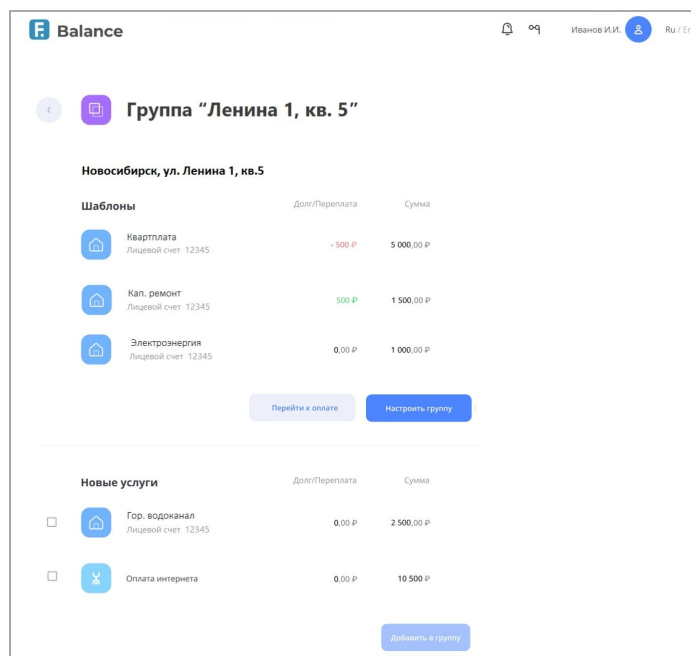 F. Balance
Иванов И.И.
Ru / En
Группа “Ленина 1, кв. 5”
Новосибирск, ул. Ленина 1, кв.5
Шаблоны Долг/Переплата Сумма
Квартплата
Лицевой счет 12345
- 500 ₽ 5 000,00 ₽
Кап. ремонт
Лицевой счет 12345
500 ₽ 1 500,00 ₽
Электроэнергия
Лицевой счет 12345
0,00 ₽ 1 000,00 ₽
Перейти к оплате Настроить группу
Новые услуги Долг/Переплата Сумма
Гор. водоканал
Лицевой счет 12345
0,00 ₽ 2 500,00 ₽
Оплата интернета 0,00 ₽ 10 500 ₽
Добавить в группу